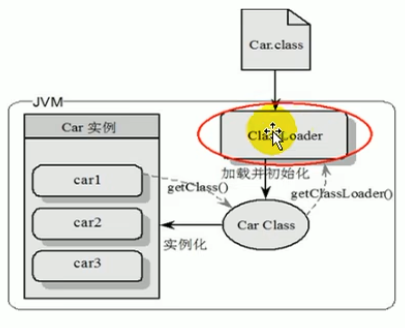 Car.class
JVM
Car 实例
ClassLoader
加载并初始化
car1
getClass()
getClassLoader()
car2
Car Class
实例化
car3